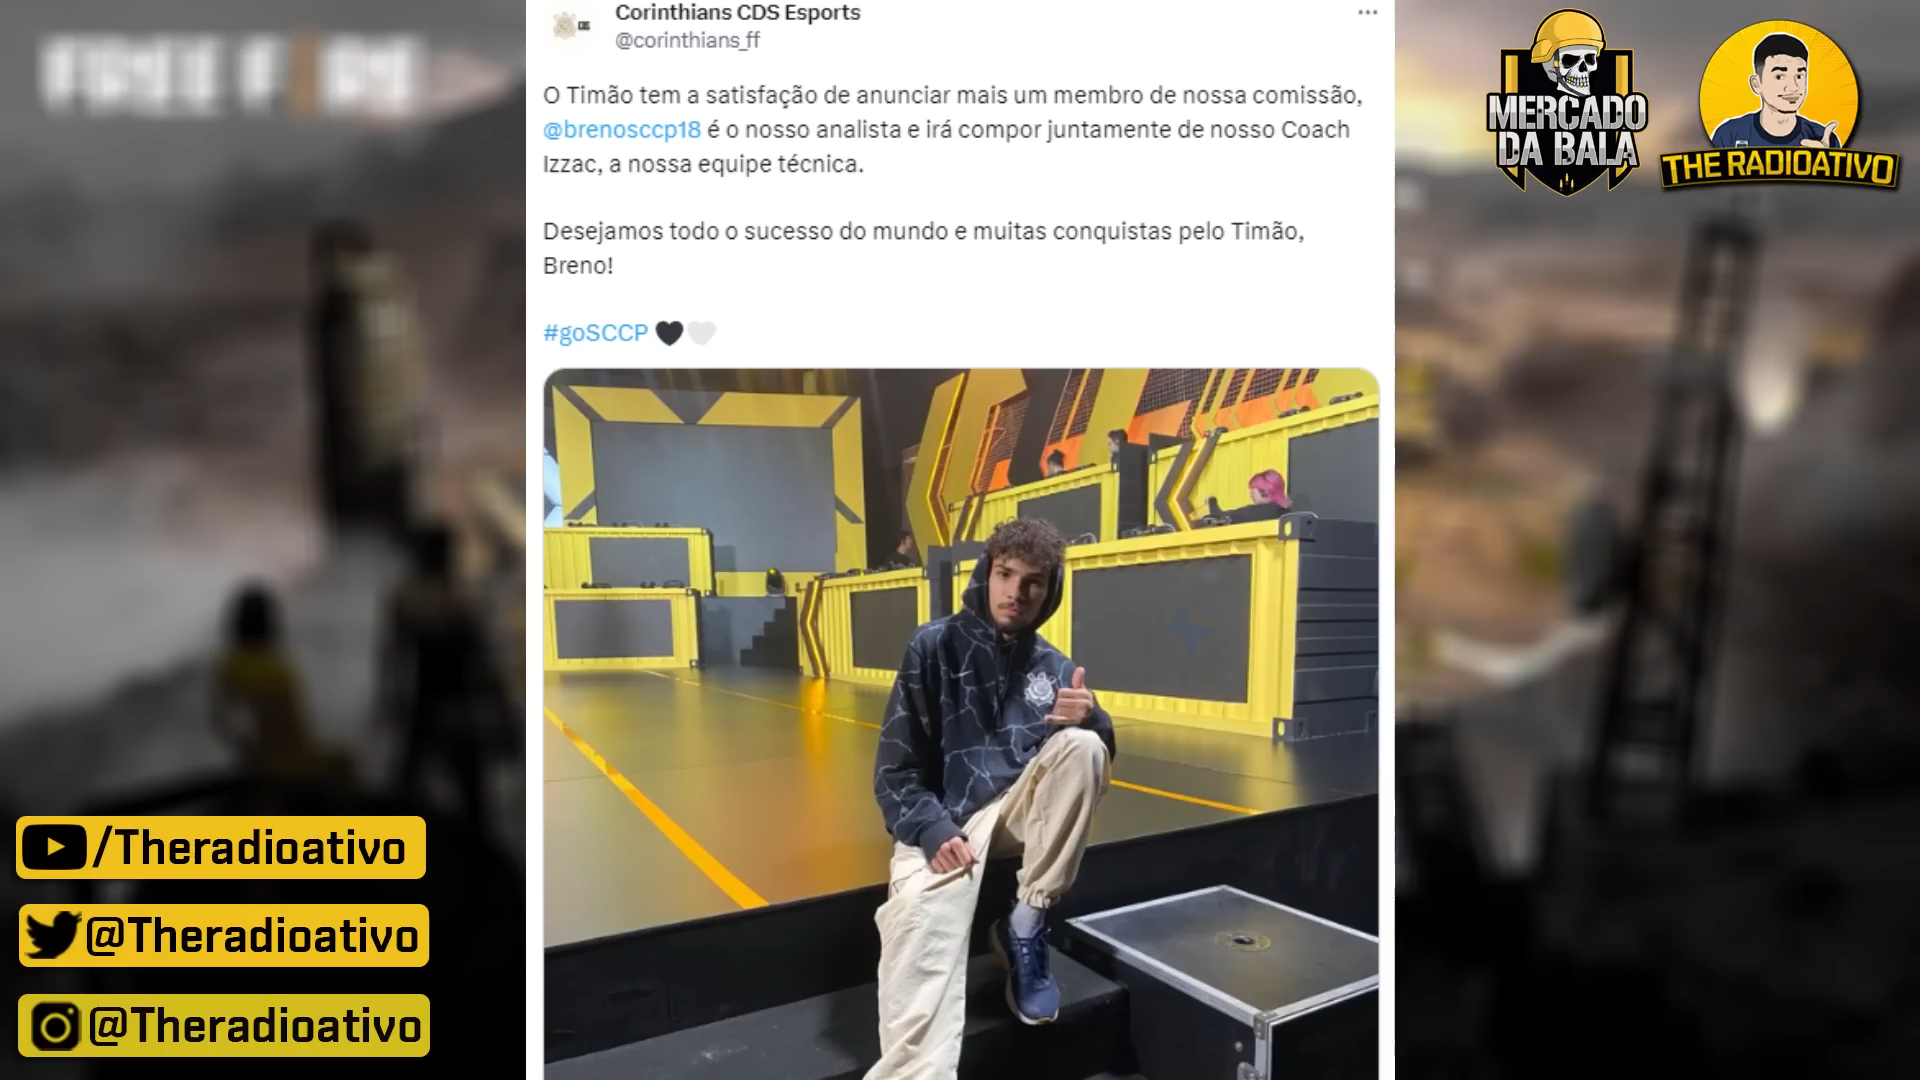 FREE FIRE
Corinthians CDS Esports
@corinthians_ff
O Timão tem a satisfação de anunciar mais um membro de nossa comissão,
@brenosccp18 é o nosso analista e irá compor juntamente de nosso Coach
Izzac, a nossa equipe técnica.
Desejamos todo o sucesso do mundo e muitas conquistas pelo Timão,
Breno!
#goSCCP 🖤🤍
MERCADO
DA BALA
THE RADIOATIVO
/Theradioativo
@Theradioativo
@Theradioativo